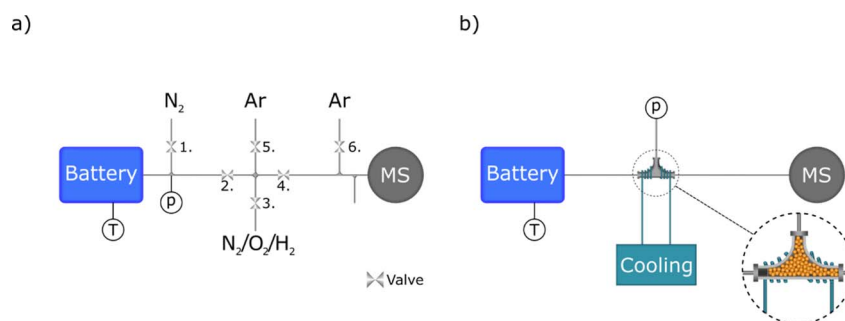 a)
N₂
Ar
Ar
1.
5.
6.
Battery
MS
2.
4.
p
3.
T
N₂/O₂/H₂
Valve
b)
p
Battery
MS
T
Cooling